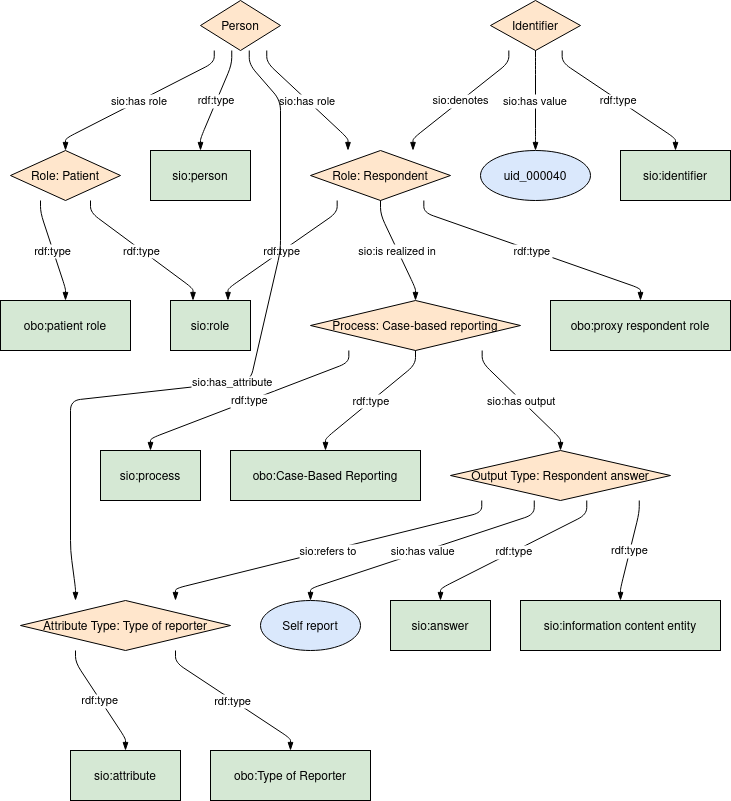 Person
Identifier
sio:has role
rdf:type
sio:has role
sio:denotes
sio:has value
rdf:type
Role: Patient
sio:person
Role: Respondent
uid_000040
sio:identifier
rdf:type
rdf:type
rdf:type
sio:is realized in
rdf:type
obo:patient role
sio:role
Process: Case-based reporting
obo:proxy respondent role
sio:has_attribute
rdf:type
rdf:type
sio:has output
sio:process
obo:Case-Based Reporting
Output Type: Respondent answer
sio:refers to
sio:has value
rdf:type
rdf:type
Attribute Type: Type of reporter
Self report
sio:answer
sio:information content entity
rdf:type
rdf:type
sio:attribute
obo:Type of Reporter